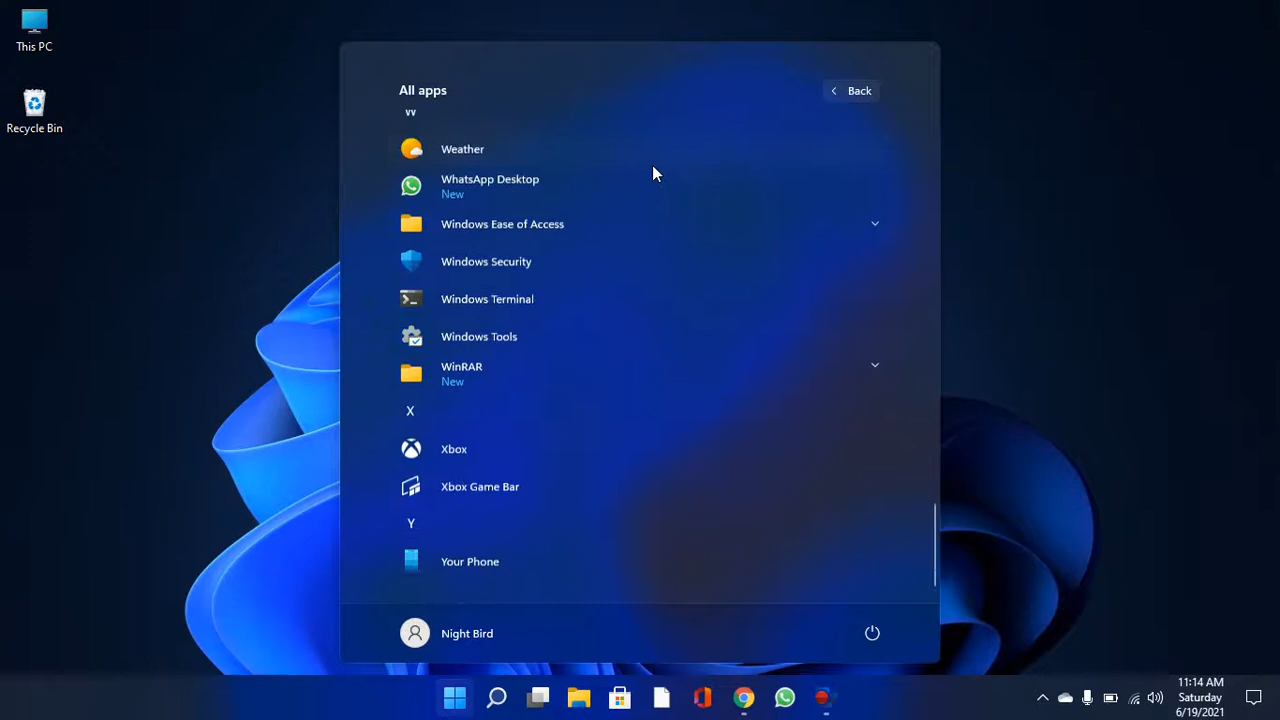 This PC
Recycle Bin
All apps
Back
W
Weather
WhatsApp Desktop
New
Windows Ease of Access
Windows Security
Windows Terminal
Windows Tools
WinRAR
New
X
Xbox
Xbox Game Bar
Y
Your Phone
Night Bird
11:14 AM
Saturday
6/19/2021